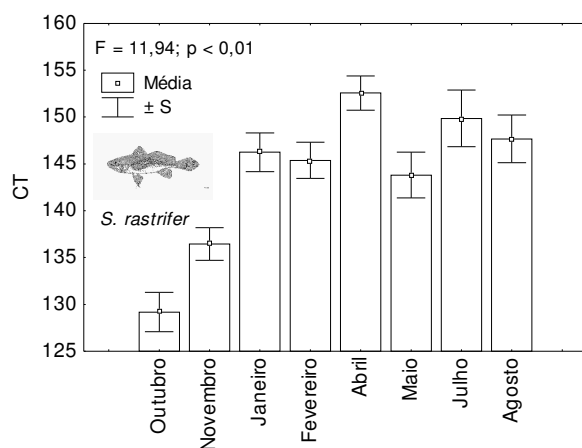 160
155
150
145
140
135
130
125
CT
F = 11,94; p < 0,01
Média
± S
S. rastrifer
Outubro
Novembro
Janeiro
Fevereiro
Abril
Maio
Julho
Agosto